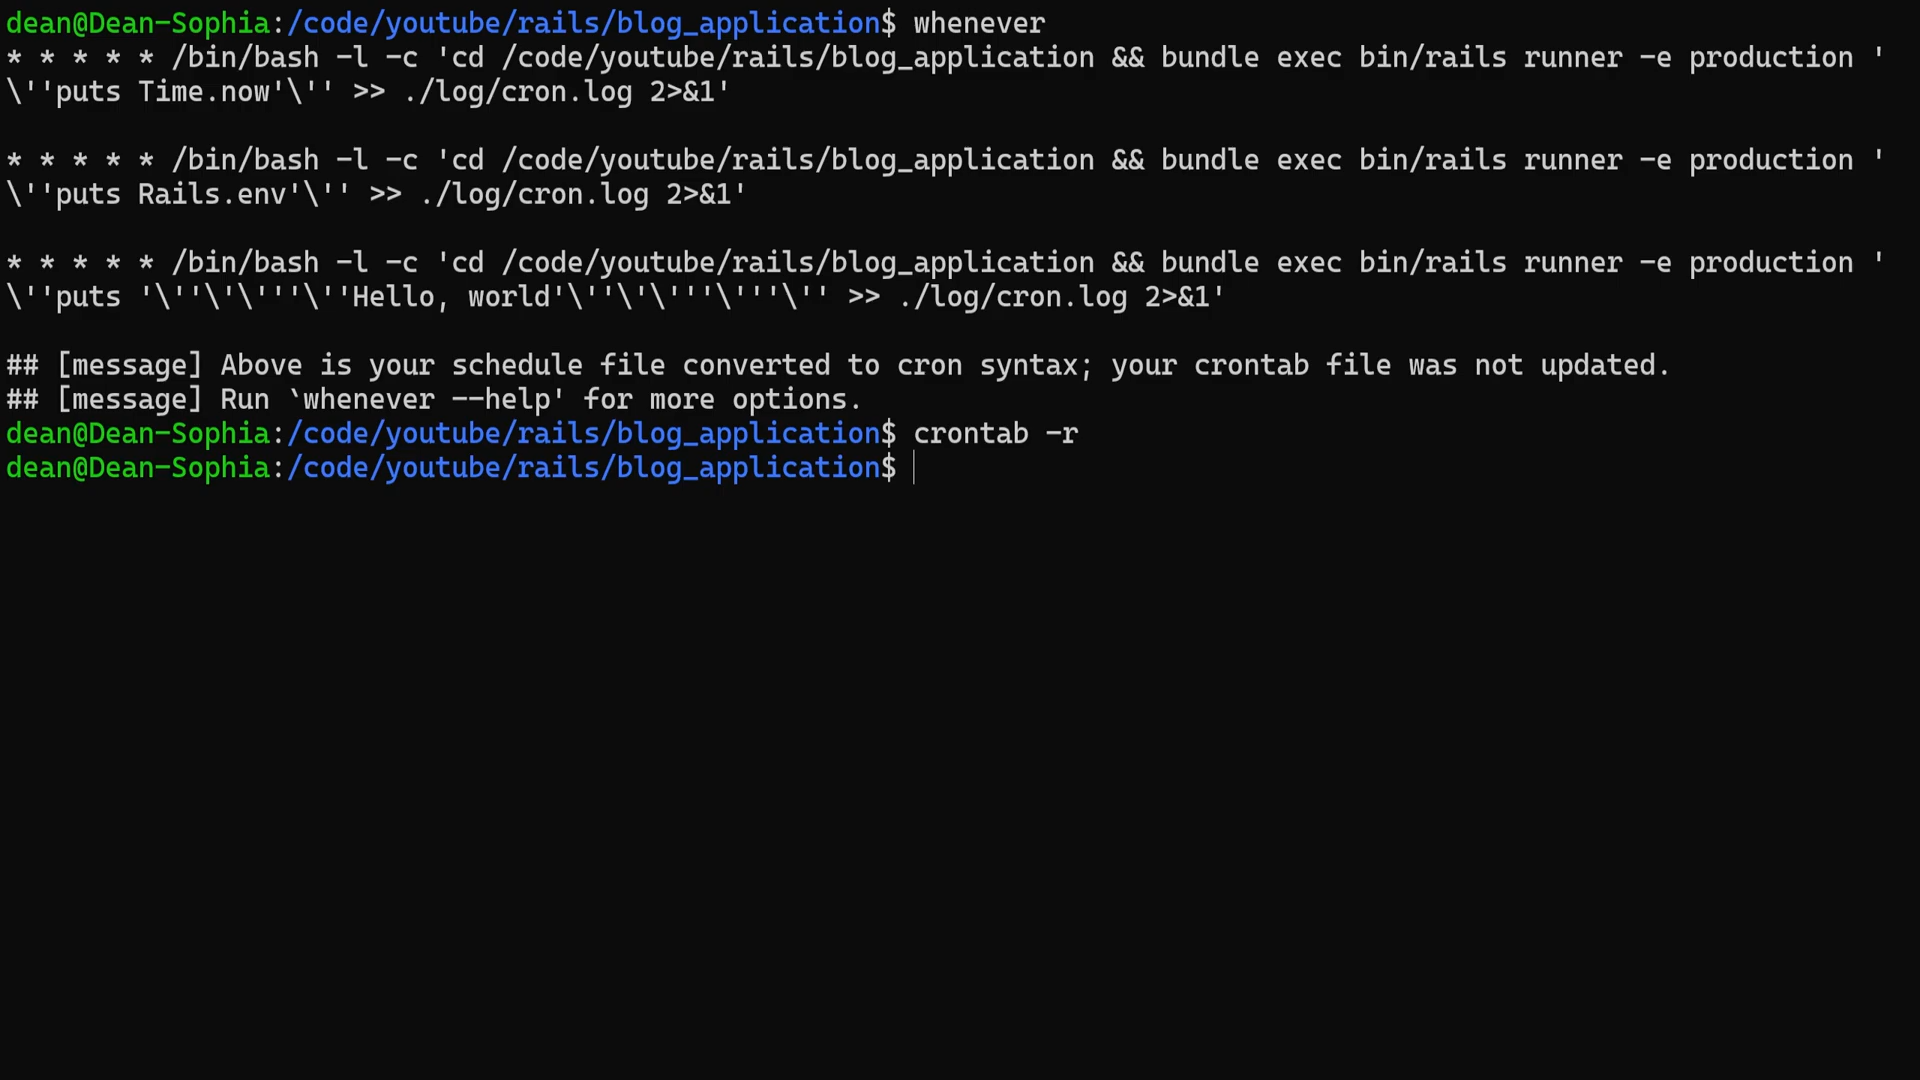 dean@Dean-Sophia:/code/youtube/rails/blog_application$ whenever
* * * * * /bin/bash -l -c 'cd /code/youtube/rails/blog_application && bundle exec bin/rails runner -e production '
\''puts Time.now'\'' >> ./log/cron.log 2>&1'
* * * * * /bin/bash -l -c 'cd /code/youtube/rails/blog_application && bundle exec bin/rails runner -e production '
\''puts Rails.env'\'' >> ./log/cron.log 2>&1'
* * * * * /bin/bash -l -c 'cd /code/youtube/rails/blog_application && bundle exec bin/rails runner -e production '
\''puts '\''\'\'''\''Hello, world'\''\'\'''\'''\'' >> ./log/cron.log 2>&1'
## [message] Above is your schedule file converted to cron syntax; your crontab file was not updated.
## [message] Run `whenever --help' for more options.
dean@Dean-Sophia:/code/youtube/rails/blog_application$ crontab -r
dean@Dean-Sophia:/code/youtube/rails/blog_application$